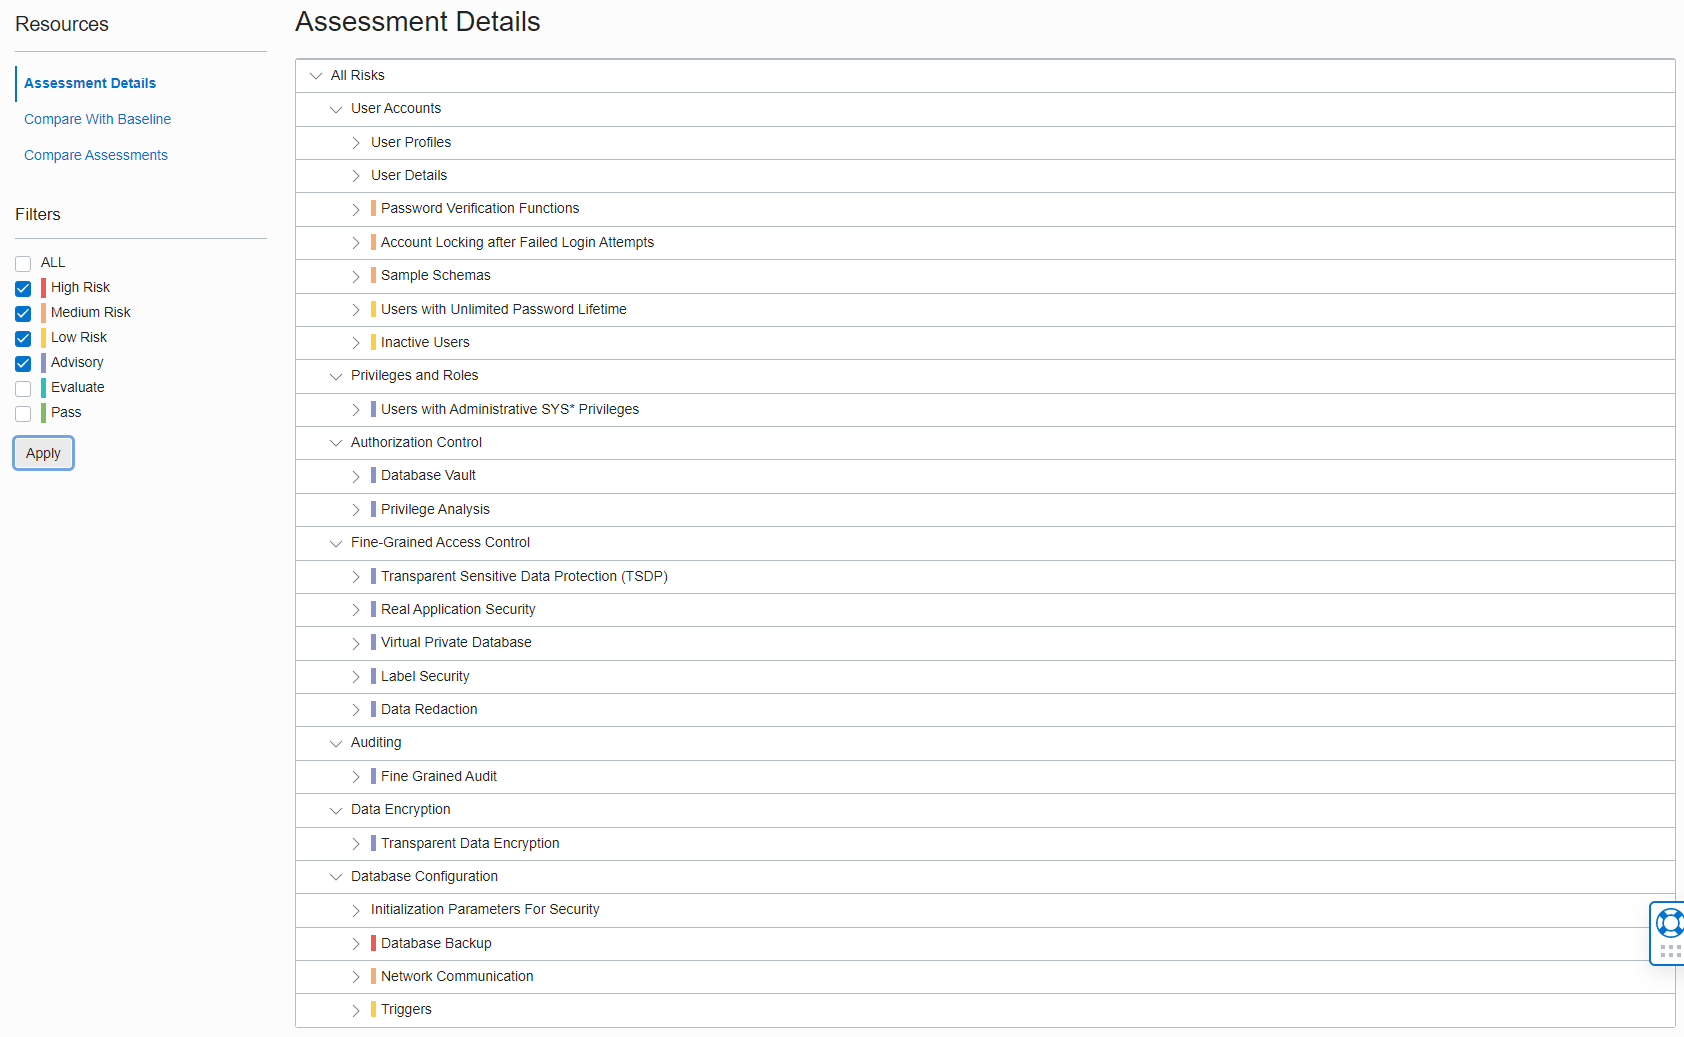 Resources
Assessment Details
Compare With Baseline
Compare Assessments
Filters
ALL
High Risk
Medium Risk
Low Risk
Advisory
Evaluate
Pass
Apply
Assessment Details
All Risks
User Accounts
User Profiles
User Details
Password Verification Functions
Account Locking after Failed Login Attempts
Sample Schemas
Users with Unlimited Password Lifetime
Inactive Users
Privileges and Roles
Users with Administrative SYS* Privileges
Authorization Control
Database Vault
Privilege Analysis
Fine-Grained Access Control
Transparent Sensitive Data Protection (TSDP)
Real Application Security
Virtual Private Database
Label Security
Data Redaction
Auditing
Fine Grained Audit
Data Encryption
Transparent Data Encryption
Database Configuration
Initialization Parameters For Security
Database Backup
Network Communication
Triggers